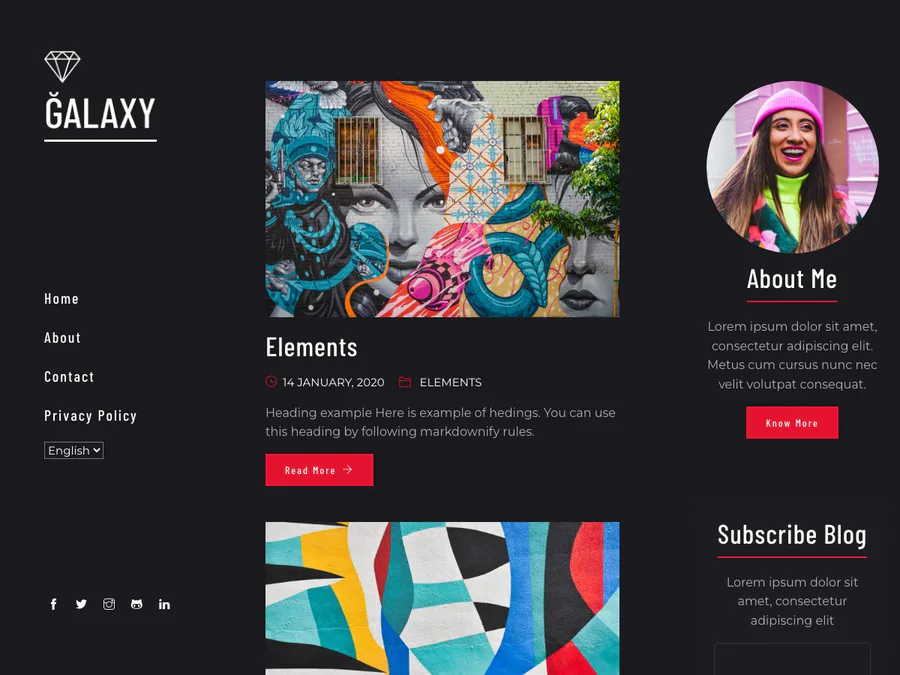 ĞALAXY
Home
About
Contact
Privacy Policy
English
Elements
14 JANUARY, 2020 ELEMENTS
Heading example Here is example of hedings. You can use
this heading by following markdownify rules.
Read More
About Me
Lorem ipsum dolor sit amet,
consectetur adipiscing elit.
Metus cum cursus nunc nec
velit volutpat consequat.
Know More
Subscribe Blog
Lorem ipsum dolor sit
amet, consectetur
adipiscing elit